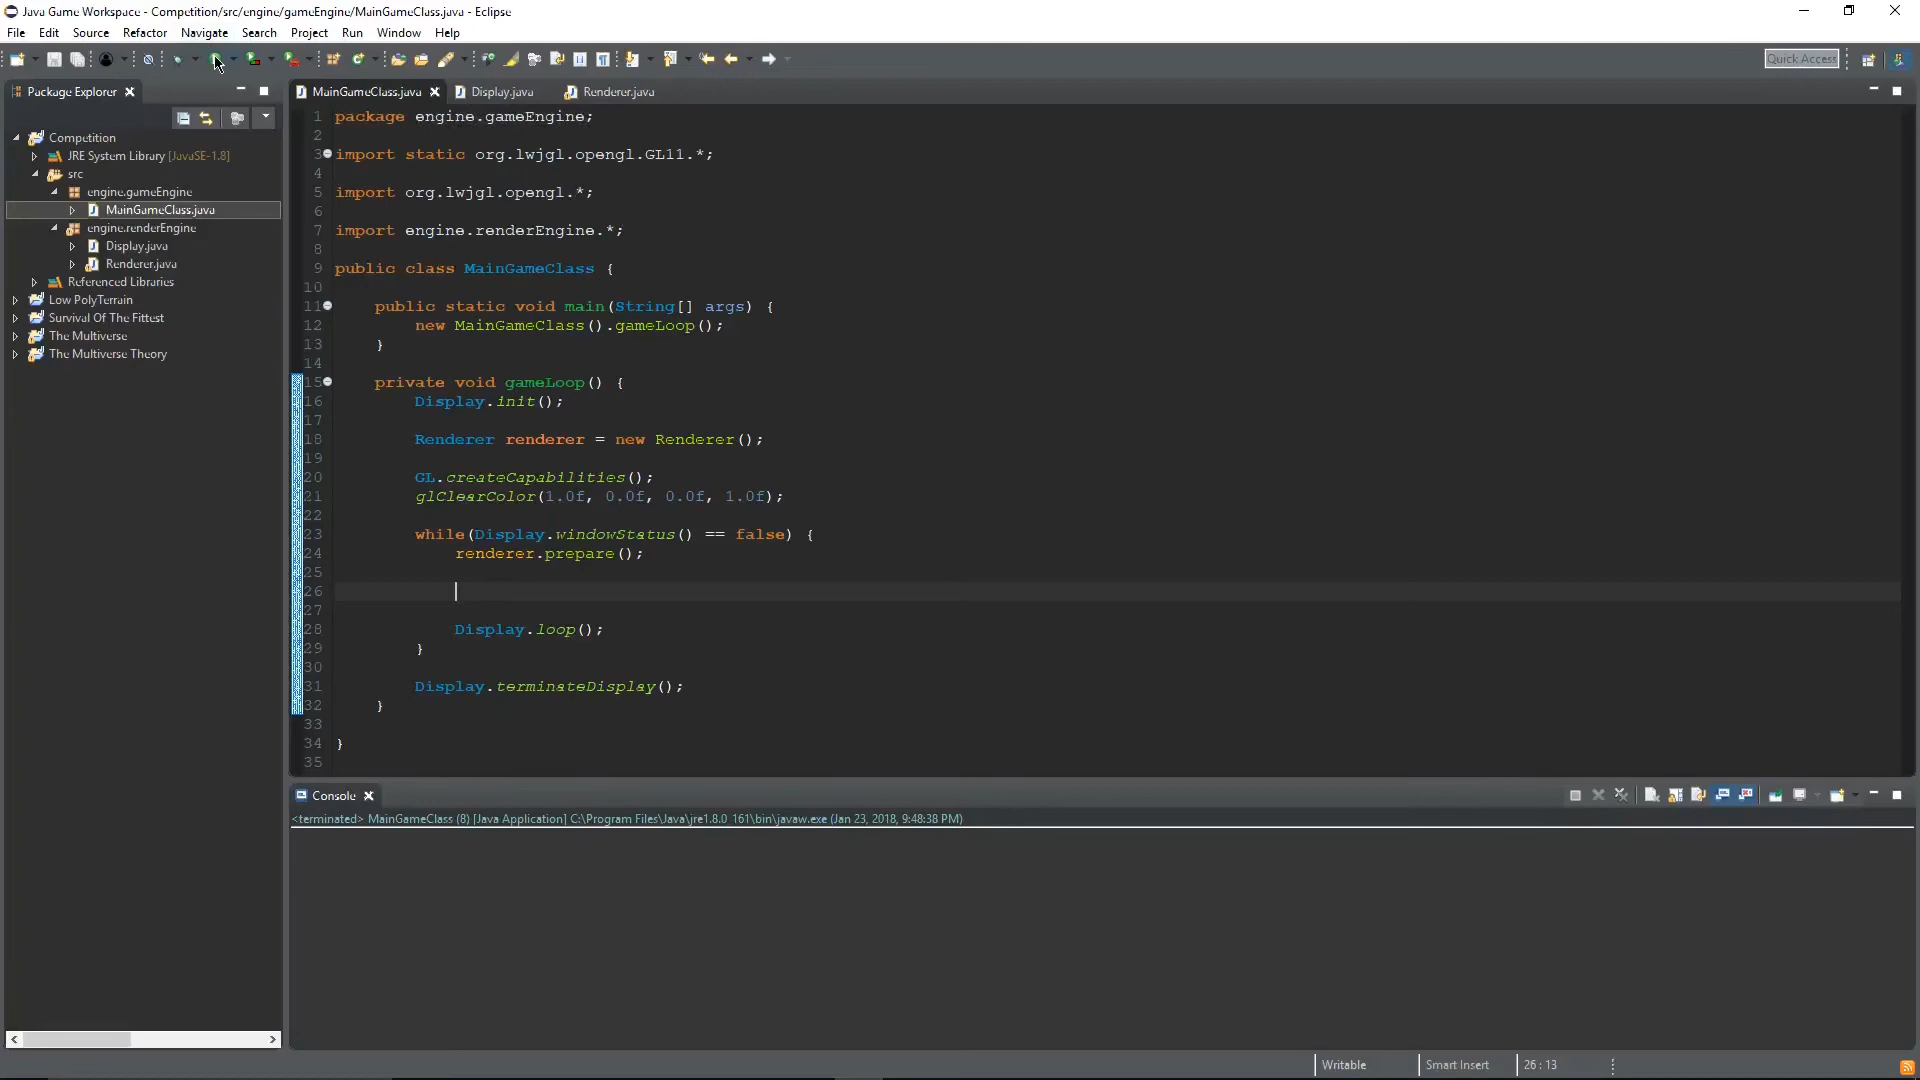 Java Game Workspace - Competition/src/engine/gameEngine/MainGameClass.java - Eclipse
File Edit Source Refactor Navigate Search Project Run Window Help
Quick Access
Package Explorer
MainGameClass.java Display.java Renderer.java
Competition
JRE System Library [JavaSE-1.8]
src
engine.gameEngine
MainGameClass.java
engine.renderEngine
Display.java
Renderer.java
Referenced Libraries
Low PolyTerrain
Survival Of The Fittest
The Multiverse
The Multiverse Theory
1 package engine.gameEngine;
2
3 import static org.lwjgl.opengl.GL11.*;
4
5 import org.lwjgl.opengl.*;
6
7 import engine.renderEngine.*;
8
9 public class MainGameClass {
10
11 public static void main(String[] args) {
12 new MainGameClass().gameLoop();
13 }
14
15 private void gameLoop() {
16 Display.init();
17
18 Renderer renderer = new Renderer();
19
20 GL.createCapabilities();
21 glClearColor(1.0f, 0.0f, 0.0f, 1.0f);
22
23 while(Display.windowStatus() == false) {
24 renderer.prepare();
25
26
27
28 Display.loop();
29 }
30
31 Display.terminateDisplay();
32 }
33
34 }
35
Console
<terminated> MainGameClass (8) [Java Application] C:\Program Files\Java\jre1.8.0_161\bin\javaw.exe (Jan 23, 2018, 9:48:38 PM)
Writable Smart Insert 26 : 13